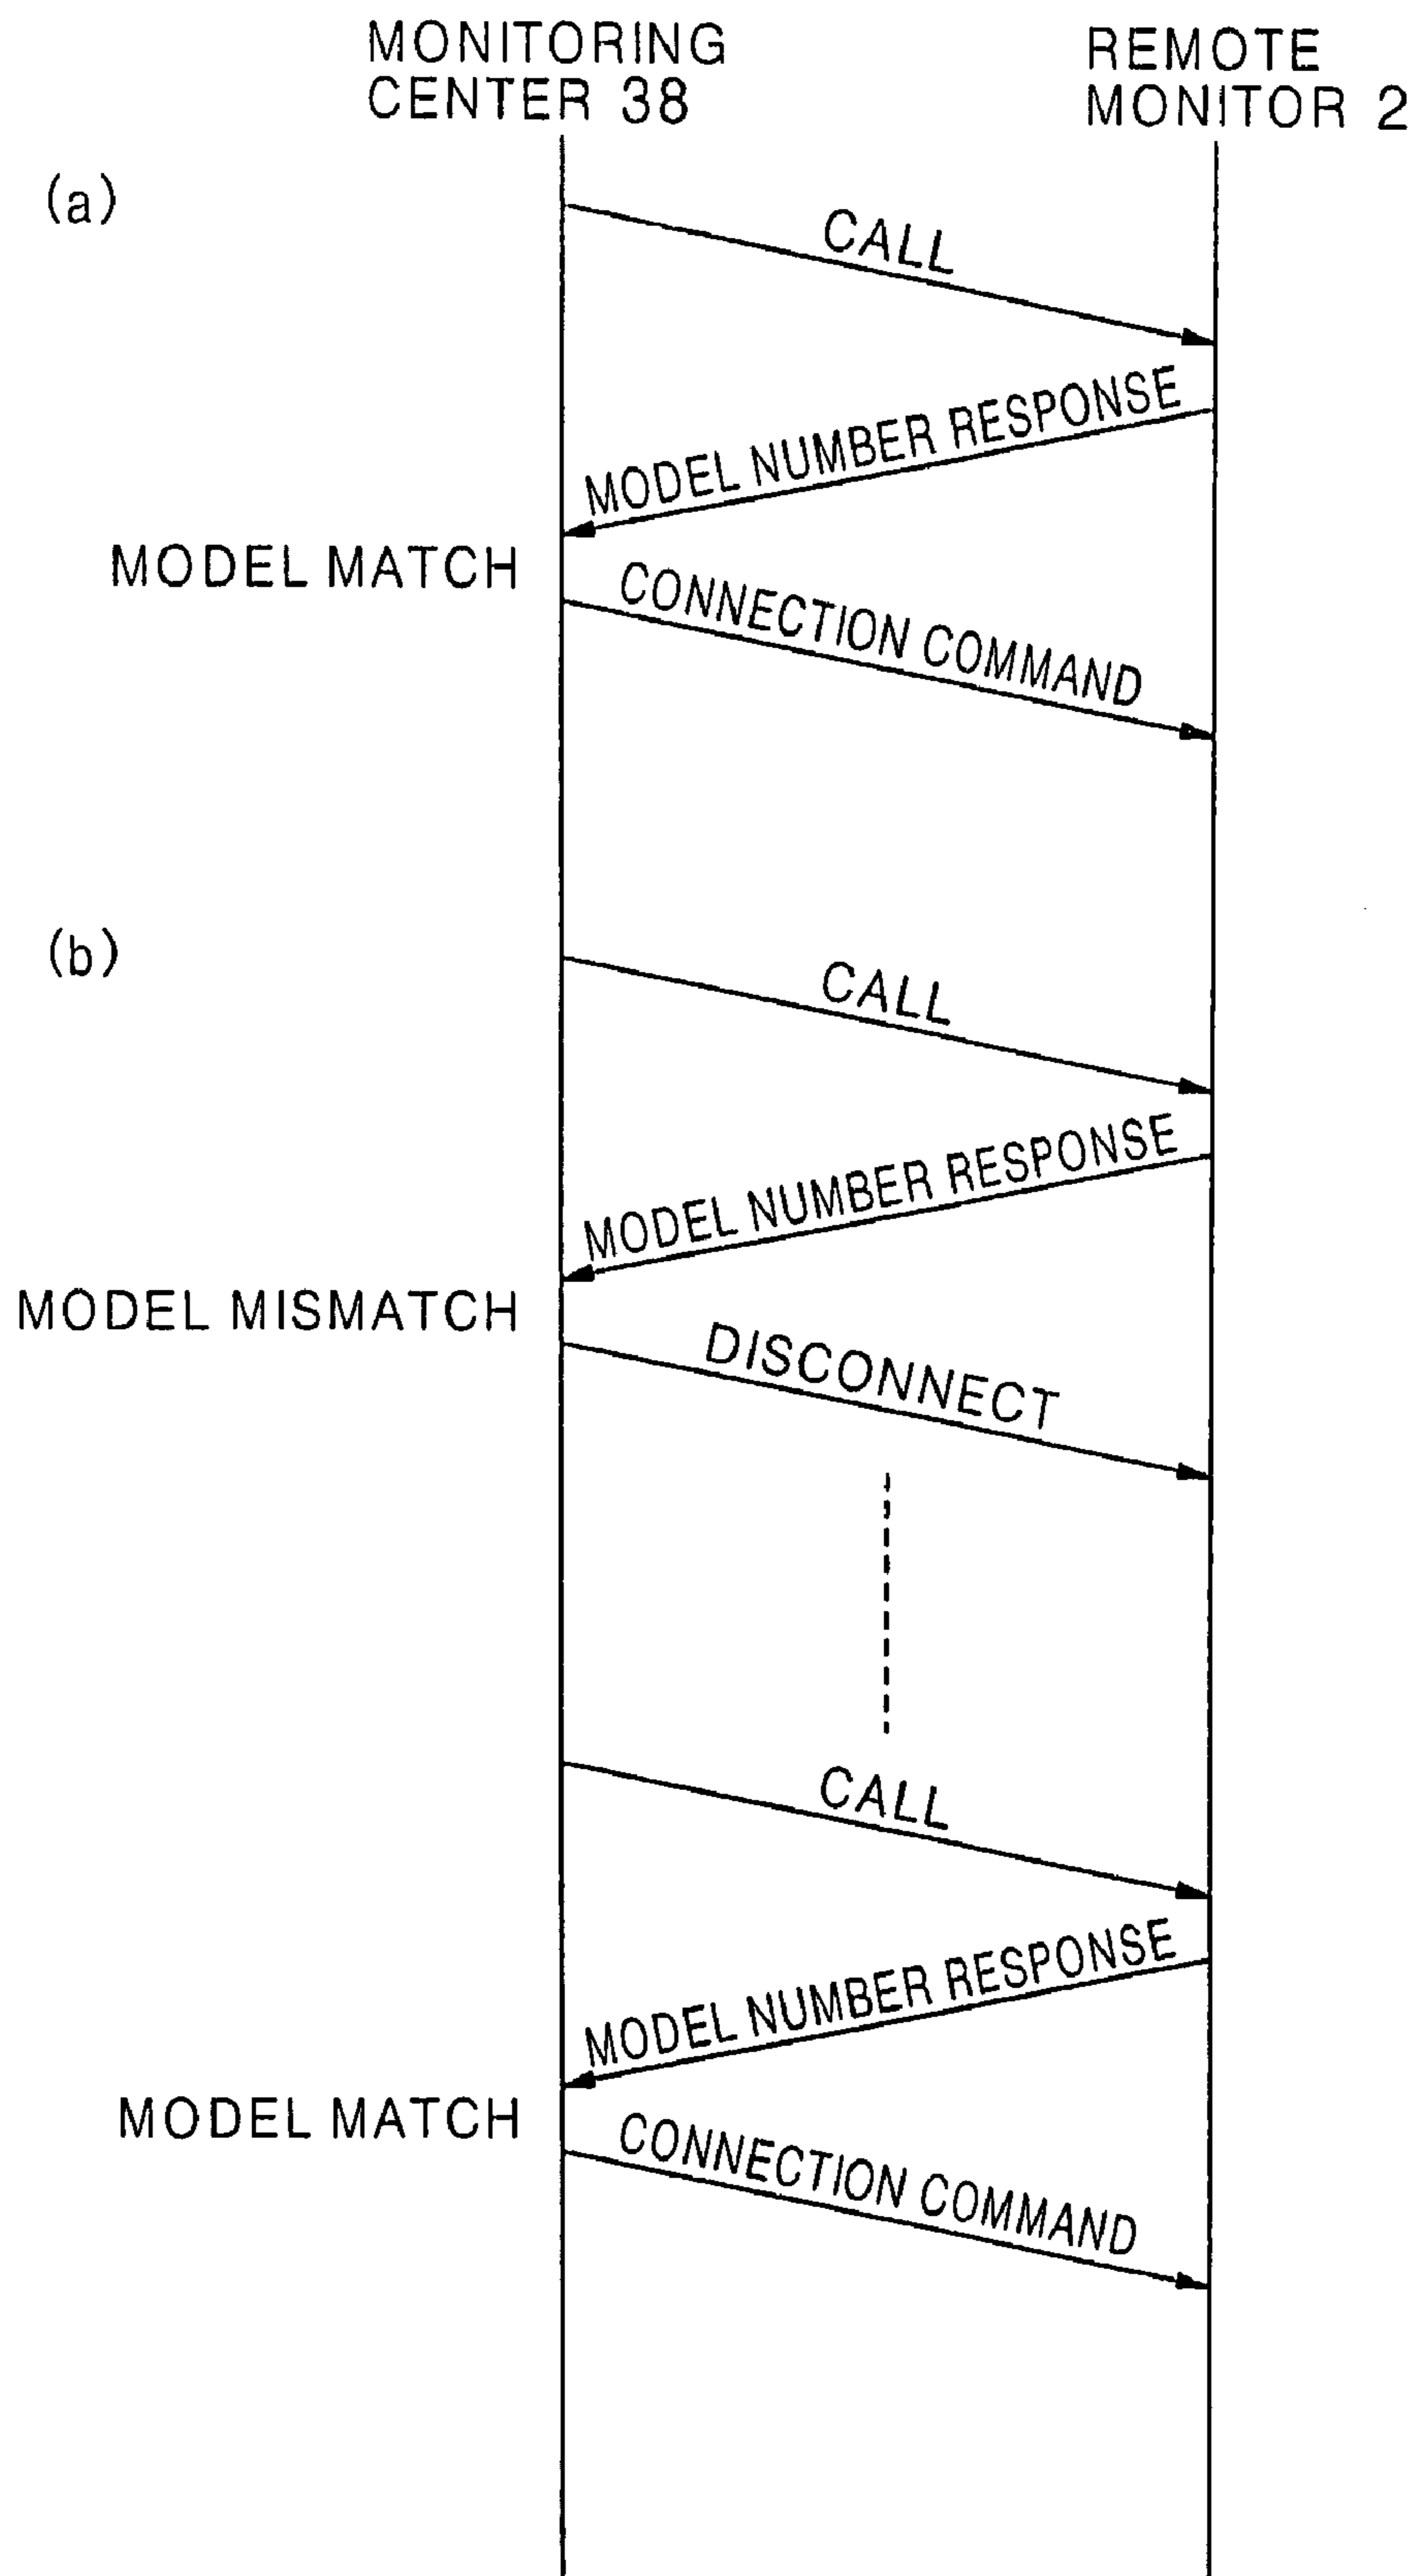 MONITORING
CENTER 38
REMOTE
MONITOR 2
(a)
CALL
MODEL NUMBER RESPONSE
MODEL MATCH
CONNECTION COMMAND
(b)
CALL
MODEL NUMBER RESPONSE
MODEL MISMATCH
DISCONNECT
CALL
MODEL NUMBER RESPONSE
MODEL MATCH
CONNECTION COMMAND